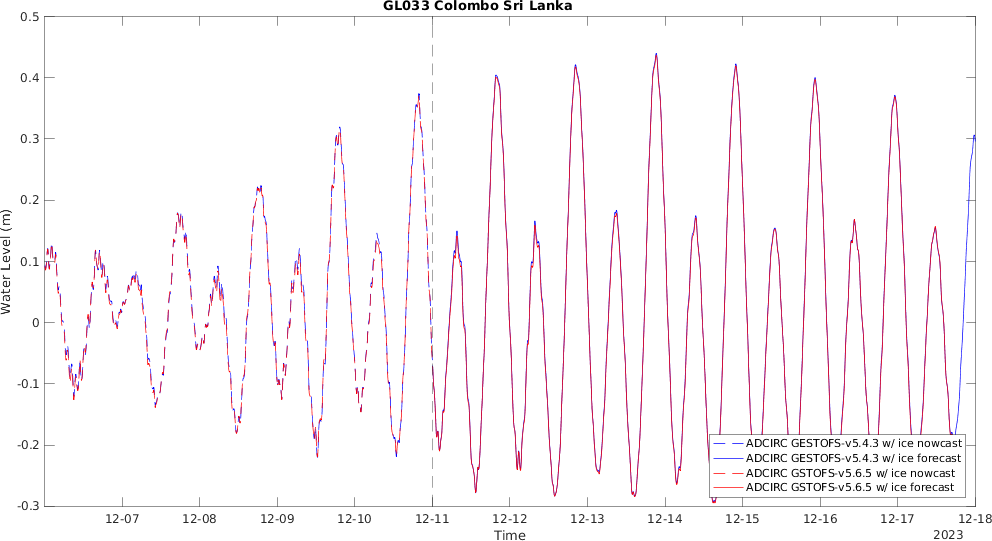 GL033 Colombo Sri Lanka
0.5
0.4
0.3
0.2
0.1
0
-0.1
-0.2
-0.3
Water Level (m)
ADCIRC GESTOFS-v5.4.3 w/ ice nowcast
ADCIRC GESTOFS-v5.4.3 w/ ice forecast
ADCIRC GSTOFS-v5.6.5 w/ ice nowcast
ADCIRC GSTOFS-v5.6.5 w/ ice forecast
12-07 12-08 12-09 12-10 12-11 12-12 12-13 12-14 12-15 12-16 12-17 12-18
Time
2023